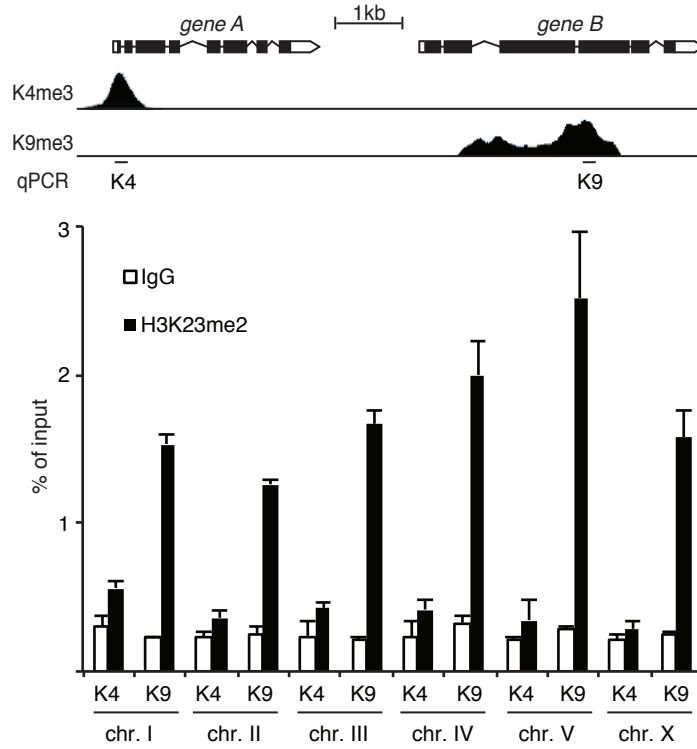 gene A 1kb gene B
K4me3
K9me3
qPCR K4 K9
3
IgG
H3K23me2
2
% of input
1
K4 K9 K4 K9 K4 K9 K4 K9 K4 K9 K4 K9
chr. I chr. II chr. III chr. IV chr. V chr. X